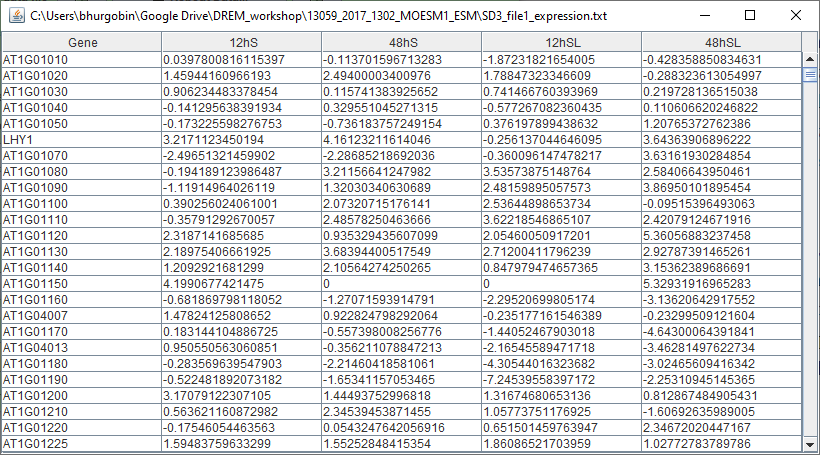 C:\Users\bhurgobin\Google Drive\DREM_workshop\13059_2017_1302_MOESM1_ESM\SD3_file1_expression.txt
Gene 12hS 48hS 12hSL 48hSL
AT1G01010 0.0397800816115397 -0.113701596713283 -1.87231821654005 -0.428358850834631
AT1G01020 1.45944160966193 2.49400003400976 1.78847323346609 -0.288323613054997
AT1G01030 0.906234483378454 0.115741383925652 0.741466760393969 0.219728136515038
AT1G01040 -0.141295638391934 0.329551045271315 -0.577267082360435 0.110606620246822
AT1G01050 -0.173225598276753 -0.736183757249154 0.376197899438632 1.20765372762386
LHY1 3.2171123450194 4.16123211614046 -0.256137044646095 3.64363906896222
AT1G01070 -2.49651321459902 -2.28685218692036 -0.360096147478217 3.63161930284854
AT1G01080 -0.194189123986487 3.21156641247982 3.53573875148764 2.58406643950461
AT1G01090 -1.11914964026119 1.32030340630689 2.48159895057573 3.86950101895454
AT1G01100 0.390256024061001 2.07320715176141 2.53644898653734 -0.09515396493063
AT1G01110 -0.35791292670057 2.48578250463666 3.62218546865107 2.42079124671916
AT1G01120 2.3187141685685 0.935329435607099 2.05460050917201 5.36056883237458
AT1G01130 2.18975406661925 3.68394400517549 2.71200411796239 2.92787391465261
AT1G01140 1.2092921681299 2.10564274250265 0.847979474657365 3.15362389686691
AT1G01150 4.1990677421475 0 0 5.32931916965283
AT1G01160 -0.681869798118052 -1.27071593914791 -2.29520699805174 -3.13620642917552
AT1G04007 1.47824125808652 0.922824798292064 -0.235177161546389 -0.23299509121604
AT1G01170 0.183144104886725 -0.557398008256776 -1.44052467903018 -4.64300064391841
AT1G04013 0.950550563060851 -0.356211078847213 -2.16545589471718 -3.46281497622734
AT1G01180 -0.283569639547903 -2.21460418581061 -4.30544016323682 -3.02465609416342
AT1G01190 -0.522481892073182 -1.65341157053465 -7.24539558397172 -2.25310945145365
AT1G01200 3.17079122307105 1.44493752996818 1.31674680653136 0.812867484905431
AT1G01210 0.563621160872982 2.34539453871455 1.05773751176925 -1.60692635989005
AT1G01220 -0.17546054463563 0.0543247642056916 0.651501459763947 2.34672020447167
AT1G01225 1.59483759633299 1.55252848415354 1.86086521703959 1.02772783789786